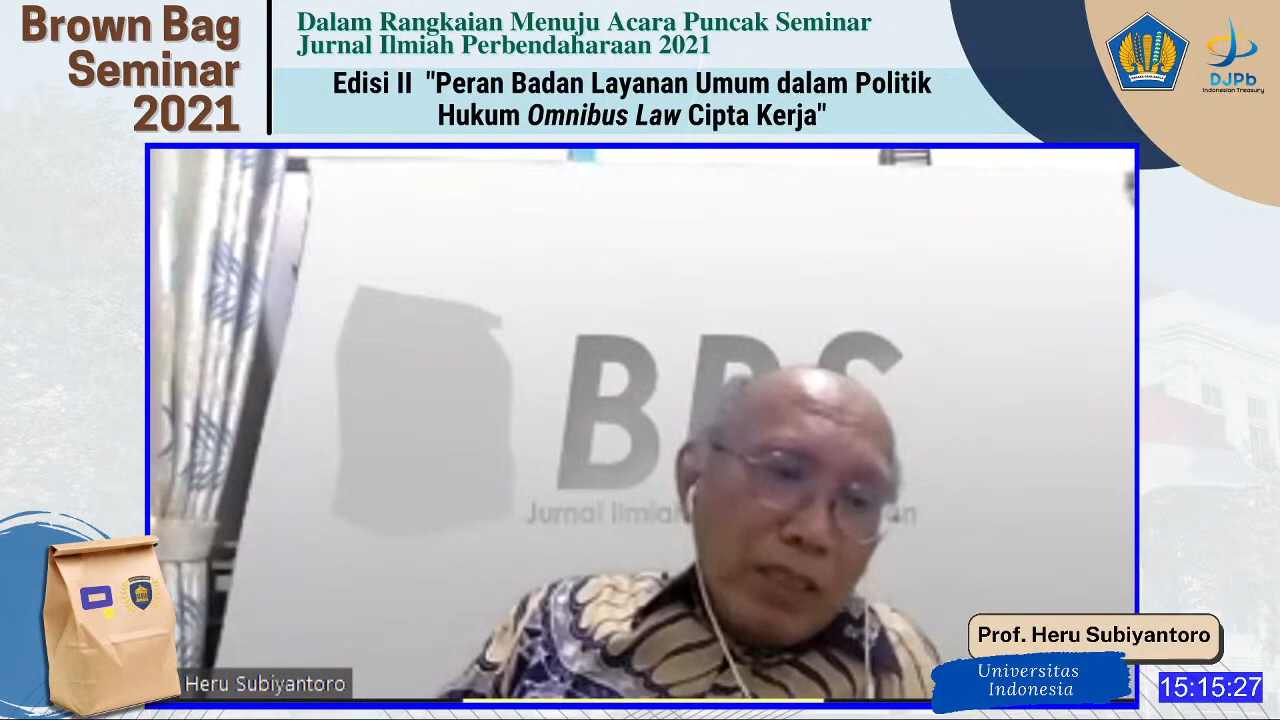 Brown Bag
Seminar
2021
Dalam Rangkaian Menuju Acara Puncak Seminar
Jurnal Ilmiah Perbendaharaan 2021
Edisi II "Peran Badan Layanan Umum dalam Politik
Hukum Omnibus Law Cipta Kerja"
DJPb
Indonesian Treasury
Jurnal Ilmiah
Heru Subiyantoro
Prof. Heru Subiyantoro
Universitas
Indonesia
15:15:27